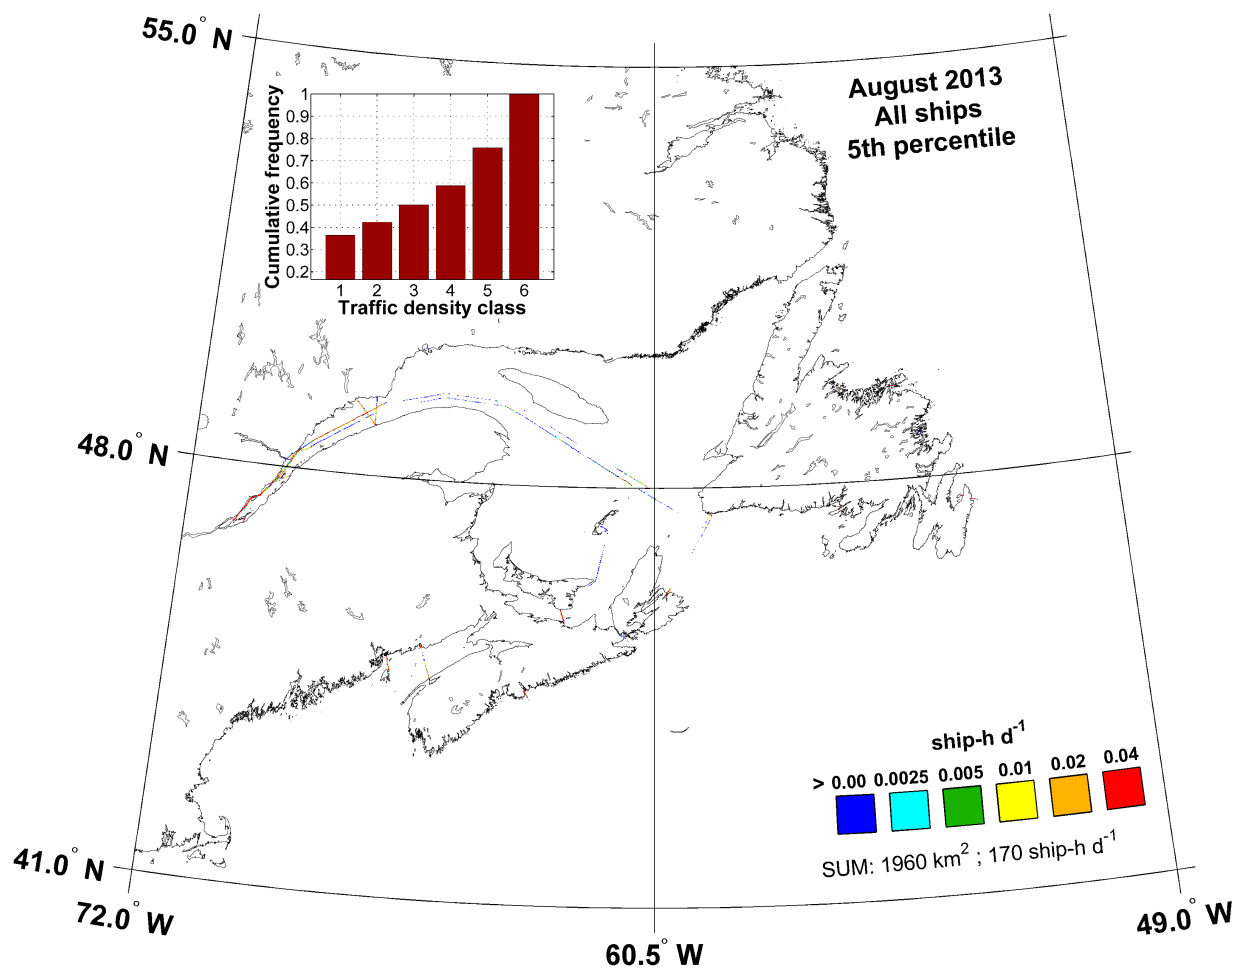 55.0° N
August 2013
All ships
5th percentile
Cumulative frequency
1
0.9
0.8
0.7
0.6
0.5
0.4
0.3
0.2
1 2 3 4 5 6
Traffic density class
48.0° N
ship-h d-1
> 0.00 0.0025 0.005 0.01 0.02 0.04
SUM: 1960 km2 ; 170 ship-h d-1
41.0° N
72.0° W
60.5° W
49.0° W